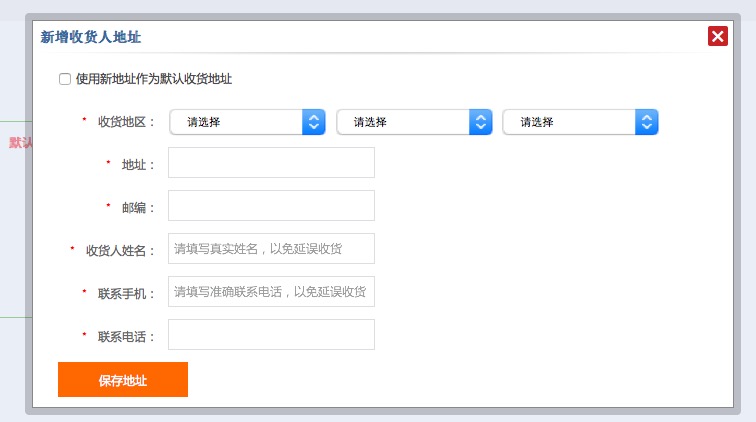 新增收货人地址
使用新地址作为默认收货地址
* 收货地区： 请选择 请选择 请选择
默认
* 地址：
* 邮编：
* 收货人姓名： 请填写真实姓名，以免延误收货
* 联系手机： 请填写准确联系电话，以免延误收货
* 联系电话：
保存地址